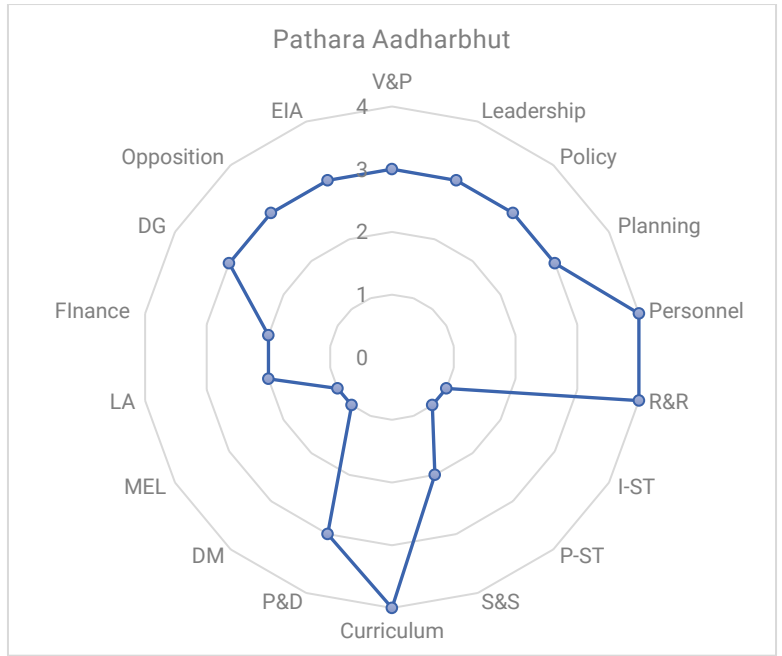 Pathara Aadharbhut
V&P
Leadership
Policy
Planning
Personnel
R&R
I-ST
P-ST
S&S
Curriculum
P&D
DM
MEL
LA
FInance
DG
Opposition
EIA
4
3
2
1
0